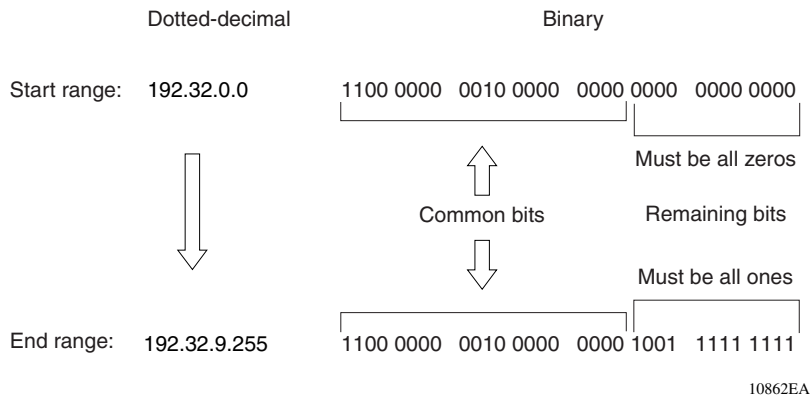 Dotted-decimal Binary
Start range: 192.32.0.0 1100 0000 0010 0000 0000 0000 0000 0000
Must be all zeros
Common bits Remaining bits
Must be all ones
End range: 192.32.9.255 1100 0000 0010 0000 0000 1001 1111 1111
10862EA